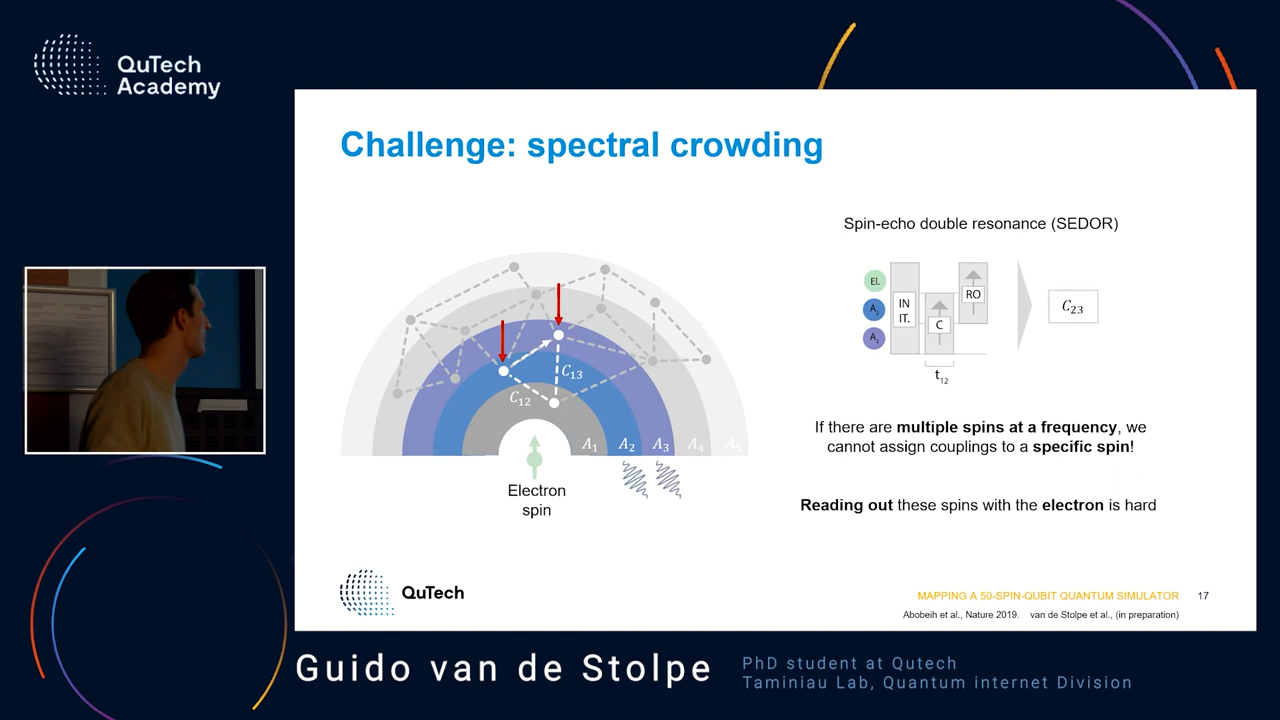 QuTech
Academy
Challenge: spectral crowding
Spin-echo double resonance (SEDOR)
El.
A₂
A₃
IN
IT.
C
RO
t₁₂
C₂₃
C₁₃
C₁₂
A₁ A₂ A₃ A₄ A₅
Electron
spin
If there are multiple spins at a frequency, we
cannot assign couplings to a specific spin!
Reading out these spins with the electron is hard
QuTech
MAPPING A 50-SPIN-QUBIT QUANTUM SIMULATOR 17
Abobeih et al., Nature 2019. van de Stolpe et al., (in preparation)
Guido van de Stolpe
PhD student at Qutech
Taminiau Lab, Quantum internet Division